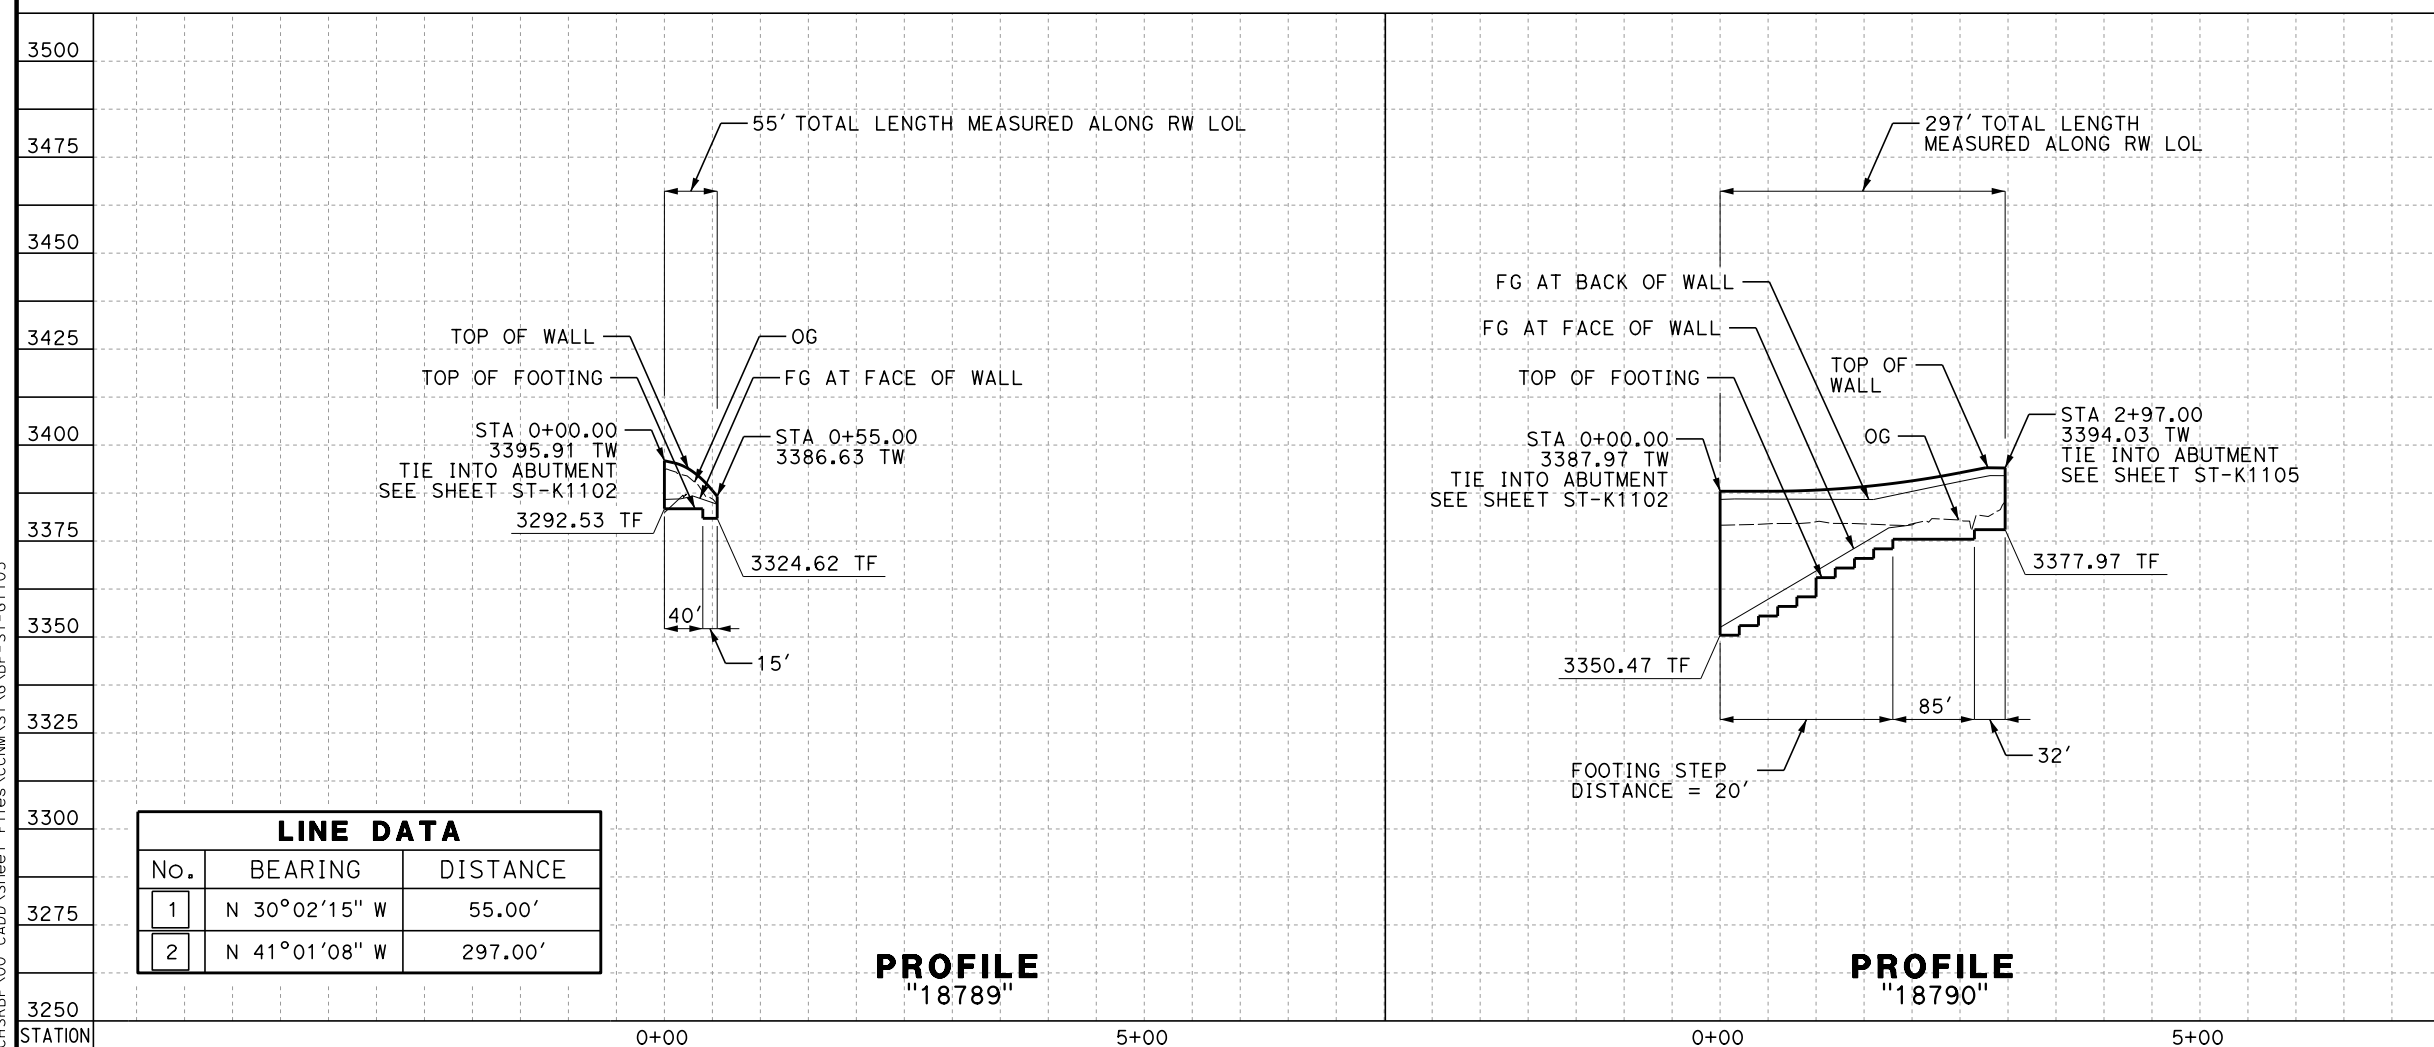 3500
3475
3450
3425
3400
3375
3350
3325
3300
3275
3250
STATION
55' TOTAL LENGTH MEASURED ALONG RW LOL
TOP OF WALL
OG
TOP OF FOOTING
FG AT FACE OF WALL
STA 0+00.00
3395.91 TW
TIE INTO ABUTMENT
SEE SHEET ST-K1102
STA 0+55.00
3386.63 TW
3292.53 TF
3324.62 TF
40'
15'
LINE DATA
No. BEARING DISTANCE
1 N 30°02'15" W 55.00'
2 N 41°01'08" W 297.00'
PROFILE
"18789"
0+00 5+00
297' TOTAL LENGTH
MEASURED ALONG RW LOL
FG AT BACK OF WALL
FG AT FACE OF WALL
TOP OF FOOTING
TOP OF
WALL
OG
STA 0+00.00
3387.97 TW
TIE INTO ABUTMENT
SEE SHEET ST-K1102
STA 2+97.00
3394.03 TW
TIE INTO ABUTMENT
SEE SHEET ST-K1105
3377.97 TF
3350.47 TF
85'
32'
FOOTING STEP
DISTANCE = 20'
PROFILE
"18790"
0+00 5+00